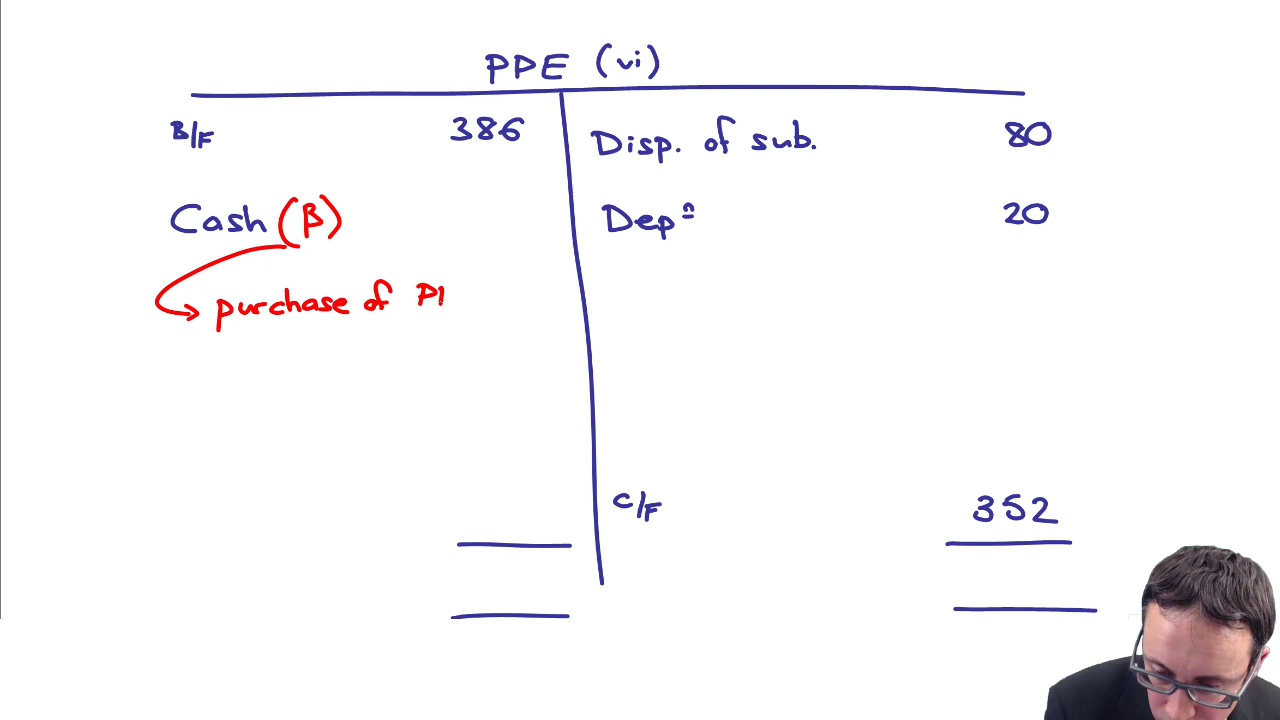 PPE (vi)
B/F 386 Disp. of sub. 80
Cash (β) Depn 20
purchase of
C/F 352